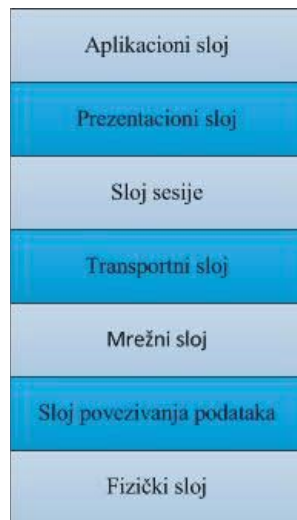 Aplikacioni sloj
Prezentacioni sloj
Sloj sesije
Transportni sloj
Mrežni sloj
Sloj povezivanja podataka
Fizički sloj